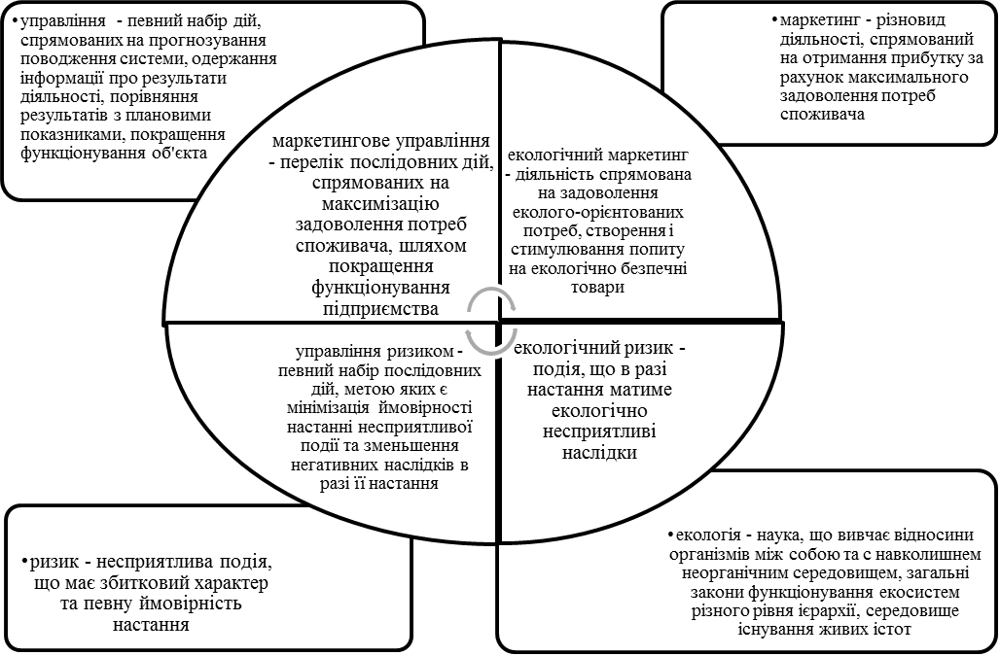 •управління - певний набір дій,
спрямованих на прогнозування
поводження системи, одержання
інформації про результати
діяльності, порівняння
результатів з плановими
показниками, покращення
функціонування об'єкта
•маркетинг - різновид
діяльності, спрямований
на отримання прибутку за
рахунок максимального
задоволення потреб
споживача
маркетингове управління
- перелік послідовних дій,
спрямованих на
максимізацію
задоволення потреб
споживача, шляхом
покращення
функціонування
підприємства
екологічний маркетинг
- діяльність спрямована
на задоволення
еколого-орієнтованих
потреб, створення і
стимулювання попиту
на екологічно безпечні
товари
управління ризиком -
певний набір послідовних
дій, метою яких є
мінімізація ймовірності
настанні несприятливої
події та зменшення
негативних наслідків в
разі її настання
екологічний ризик -
подія, що в разі
настання матиме
екологічно
несприятливі
наслідки
•ризик - несприятлива подія,
що має збитковий характер
та певну ймовірність
настання
•екологія - наука, що вивчає відносини
організмів між собою та с навколишнем
неорганічним середовищем, загальні
закони функціонування екосистем
різного рівня ієрархії, середовище
існування живих істот